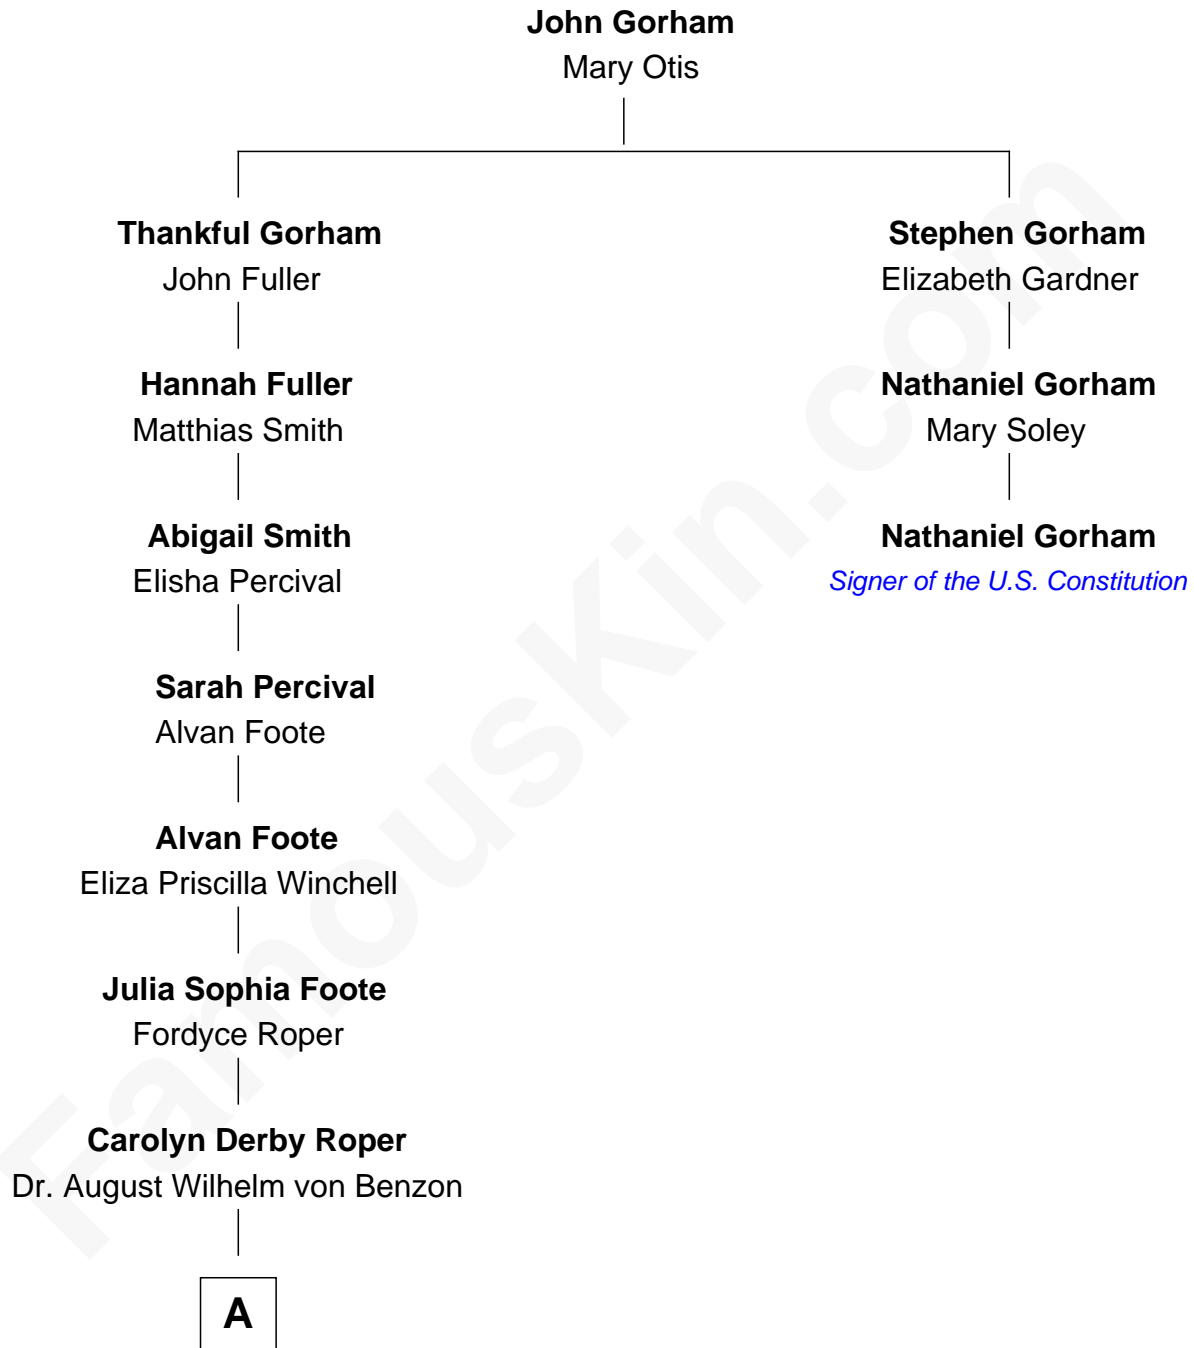 John Gorham
Mary Otis
Thankful Gorham
John Fuller
Stephen Gorham
Elizabeth Gardner
Hannah Fuller
Matthias Smith
Nathaniel Gorham
Mary Soley
Abigail Smith
Elisha Percival
Nathaniel Gorham
Signer of the U.S. Constitution
Sarah Percival
Alvan Foote
Alvan Foote
Eliza Priscilla Winchell
Julia Sophia Foote
Fordyce Roper
Carolyn Derby Roper
Dr. August Wilhelm von Benzon
A
FamousKin.com